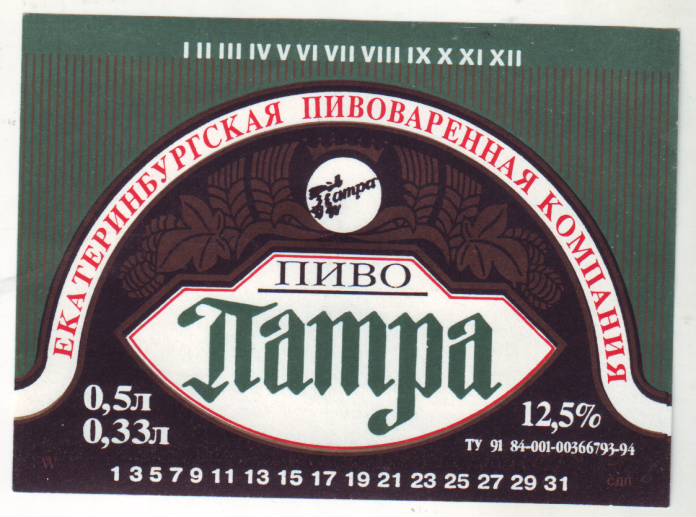 I II III IV V VI VII VIII IX X XI XII
ЕКАТЕРИНБУРГСКАЯ ПИВОВАРЕННАЯ КОМПАНИЯ
Патра
ПИВО
Патра
0,5л
0,33л
12,5%
ТУ 91 84-001-00366793-94
W
1 3 5 7 9 11 13 15 17 19 21 23 25 27 29 31